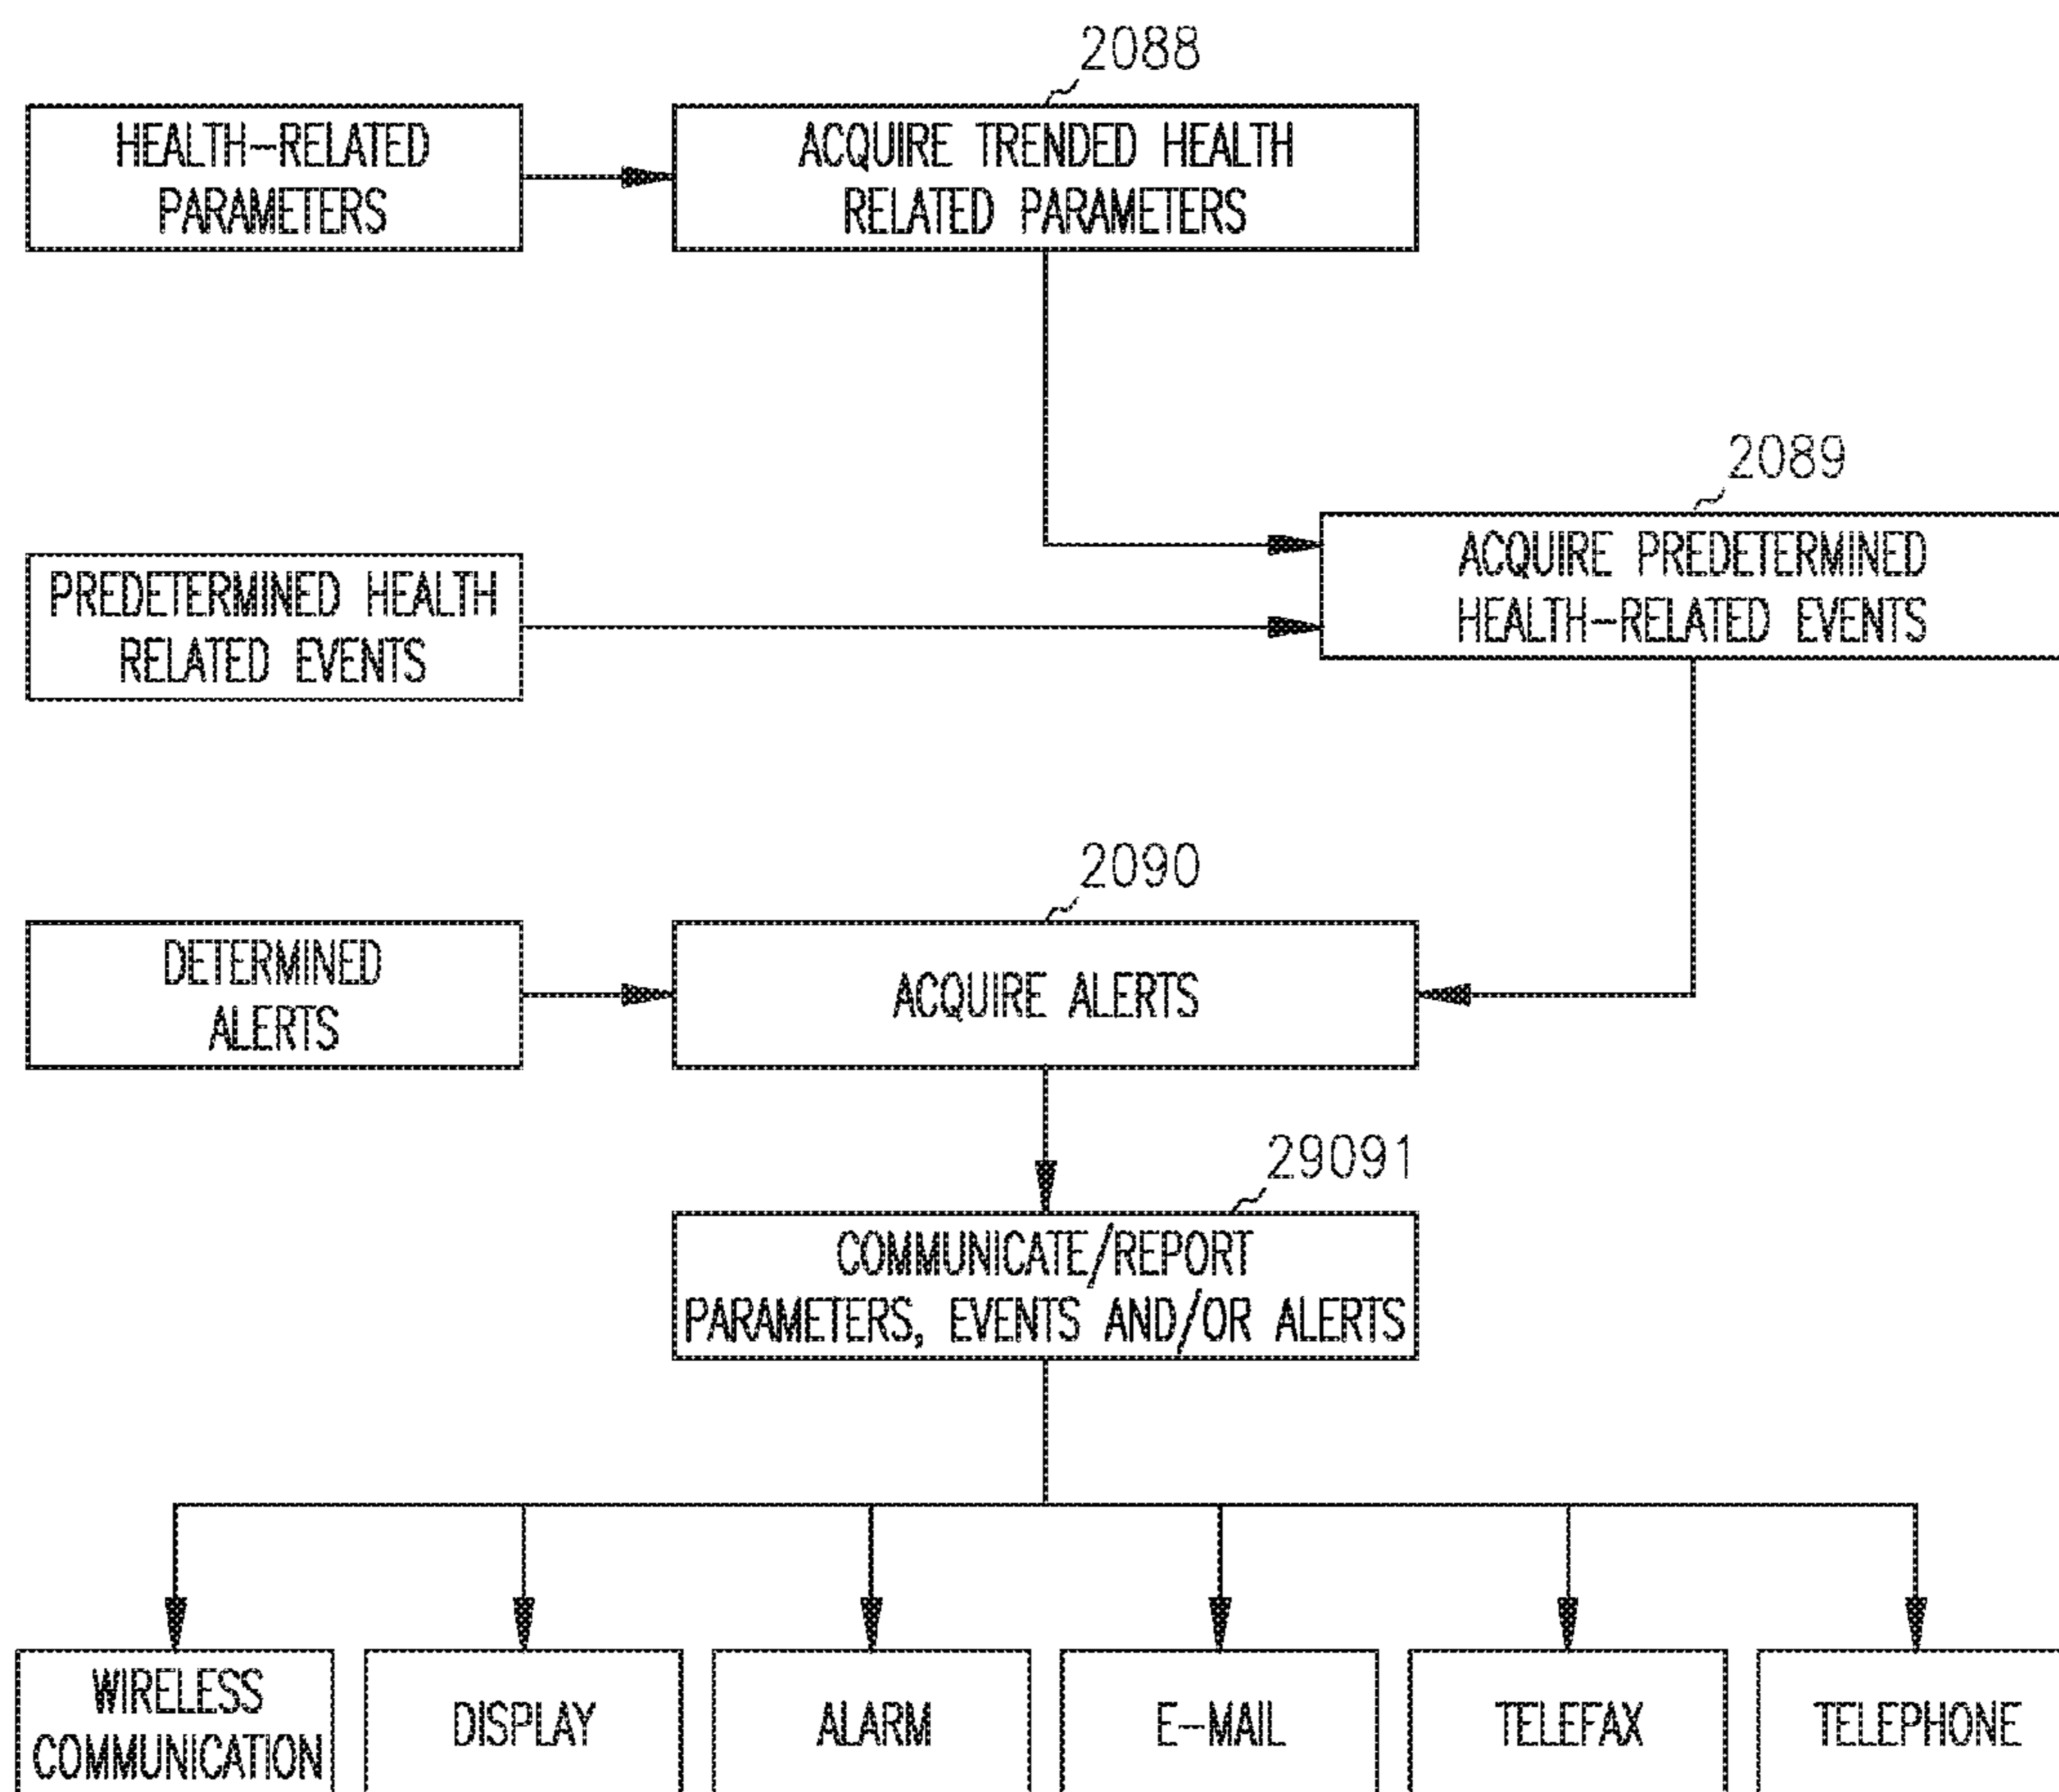 2088
HEALTH-RELATED
PARAMETERS
ACQUIRE TRENDED HEALTH
RELATED PARAMETERS
2089
ACQUIRE PREDETERMINED
HEALTH-RELATED EVENTS
PREDETERMINED HEALTH
RELATED EVENTS
2090
DETERMINED
ALERTS
ACQUIRE ALERTS
29091
COMMUNICATE/REPORT
PARAMETERS, EVENTS AND/OR ALERTS
WIRELESS
COMMUNICATION
DISPLAY
ALARM
E-MAIL
TELEFAX
TELEPHONE